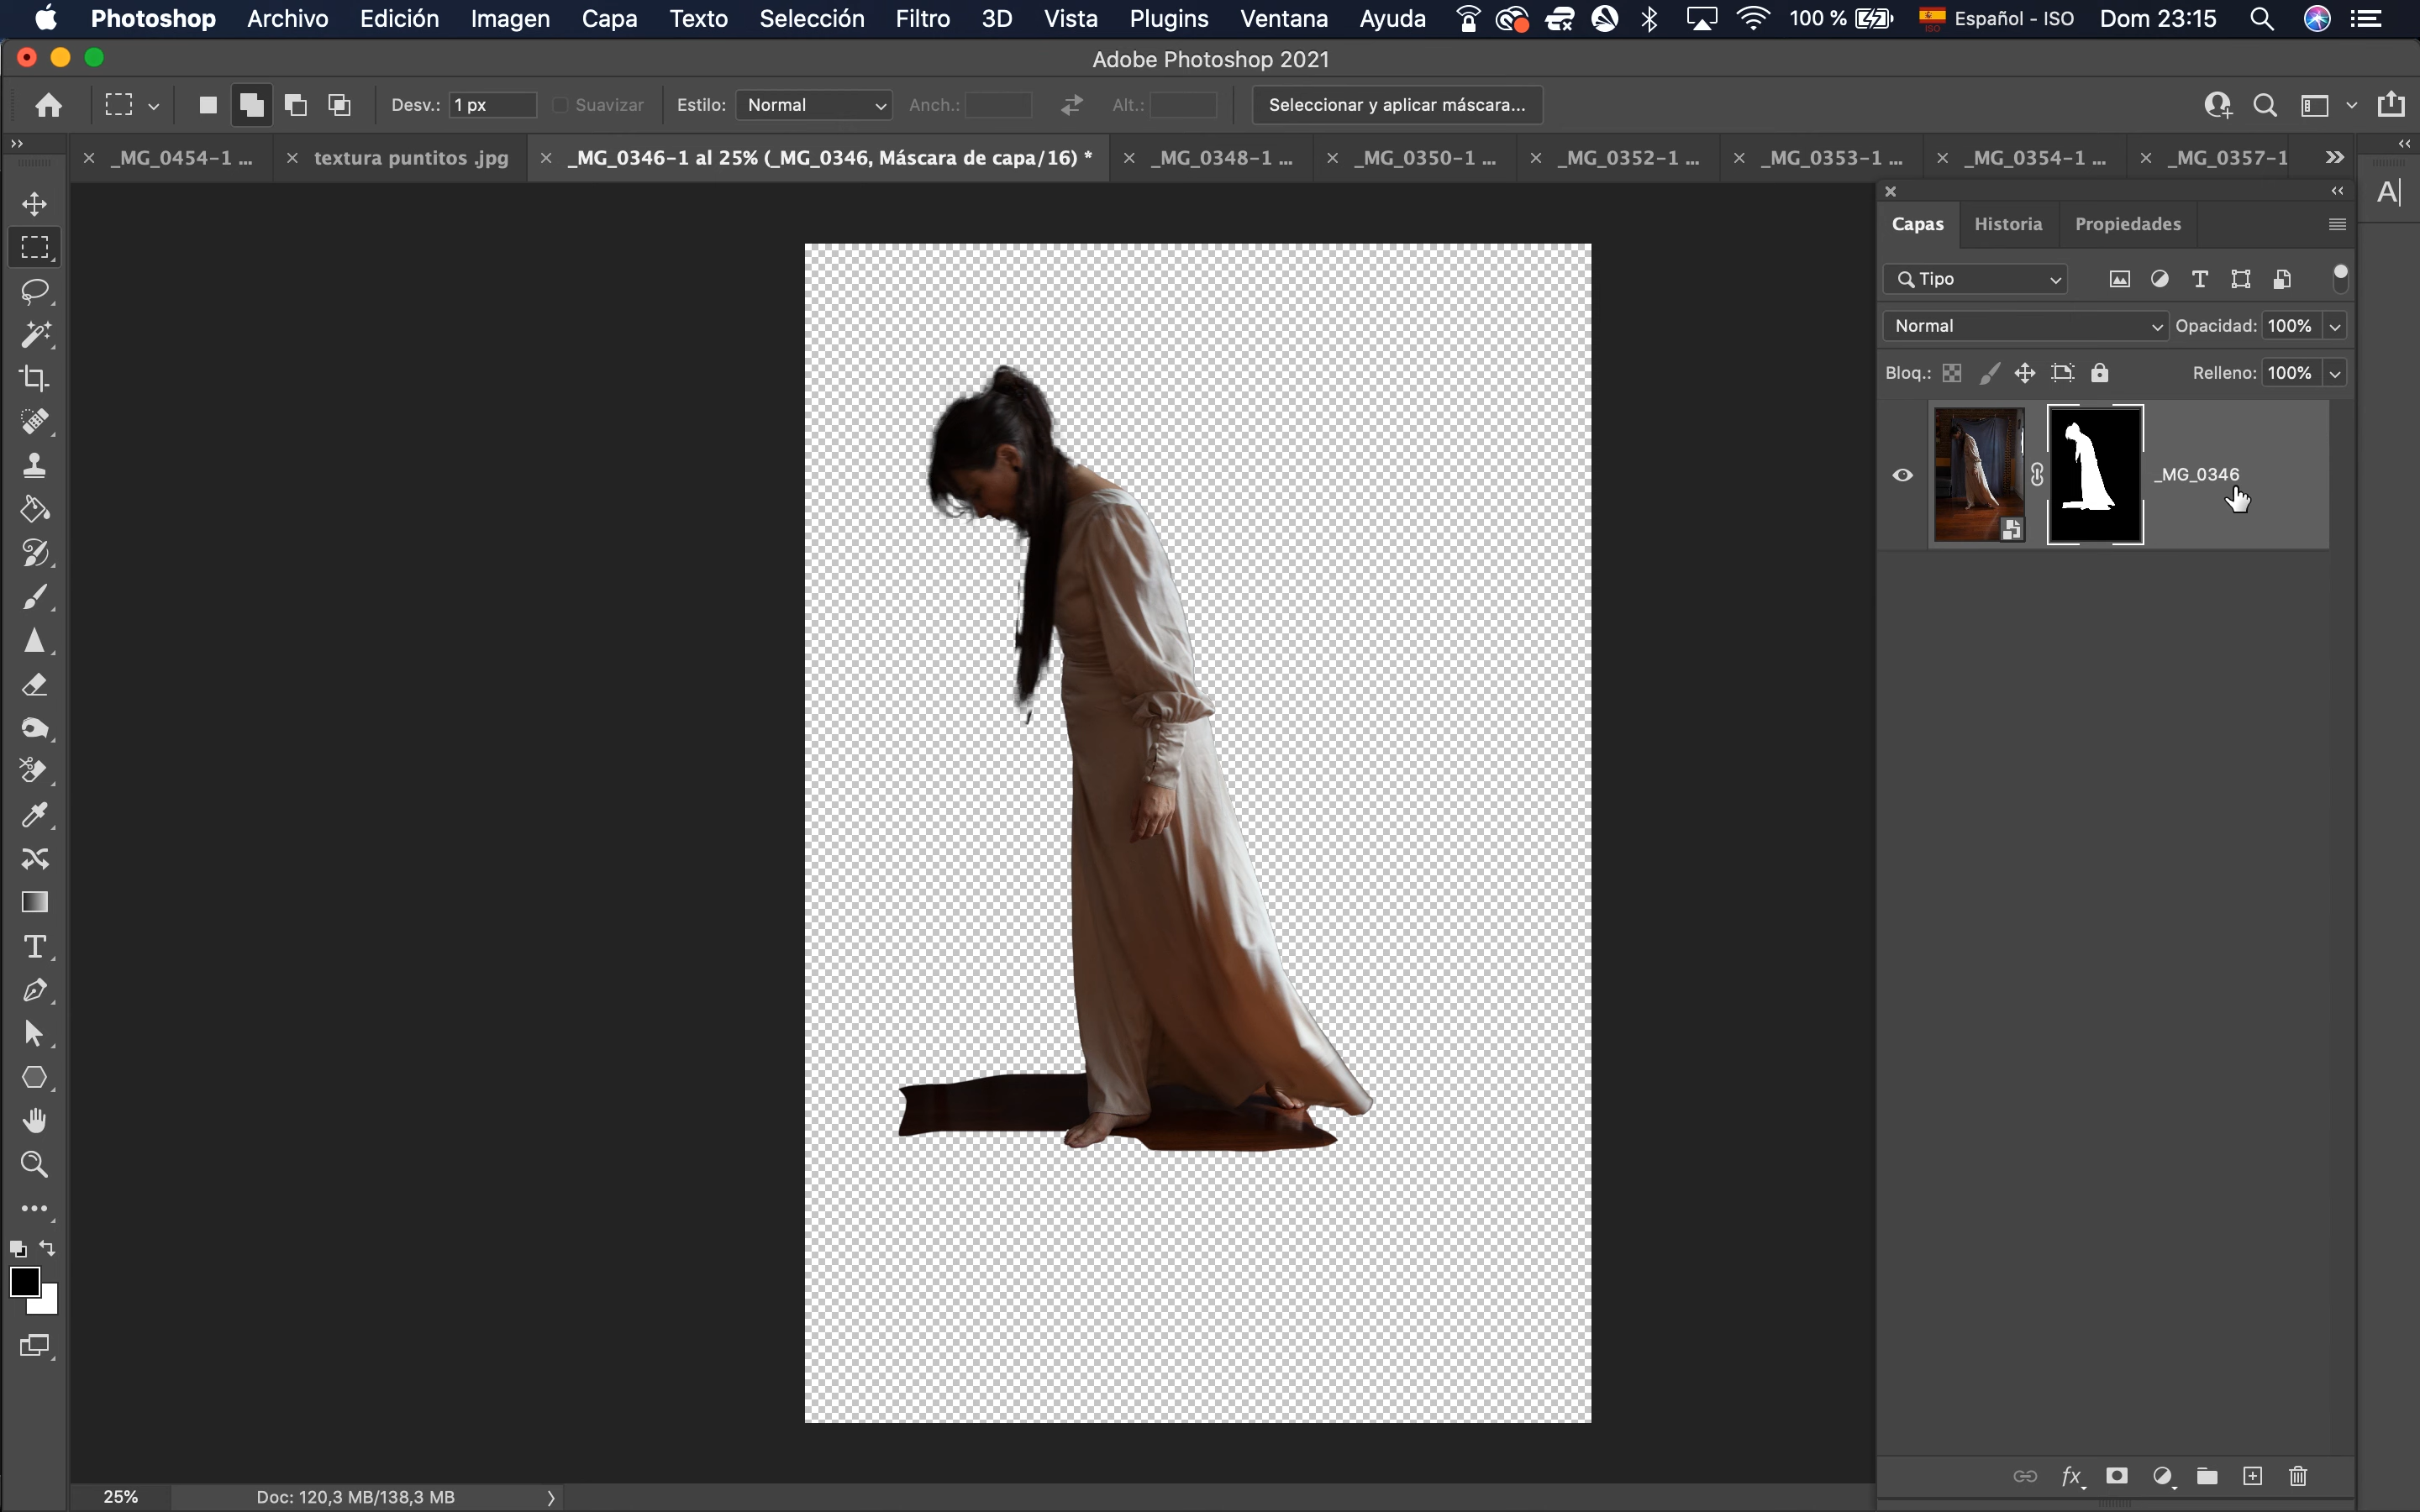 Photoshop Archivo Edición Imagen Capa Texto Selección Filtro 3D Vista Plugins Ventana Ayuda 100 % ISO Español - ISO Dom 23:15
Adobe Photoshop 2021
Desv.: 1 px Suavizar Estilo: Normal Anch.: Alt.: Seleccionar y aplicar máscara...
_MG_0454-1 ... textura puntitos .jpg _MG_0346-1 al 25% (_MG_0346, Máscara de capa/16) * _MG_0348-1 ... _MG_0350-1 ... _MG_0352-1 ... _MG_0353-1 ... _MG_0354-1 ... _MG_0357-1
Capas Historia Propiedades
Tipo
Normal Opacidad: 100%
Bloq.: Relleno: 100%
_MG_0346
25% Doc: 120,3 MB/138,3 MB